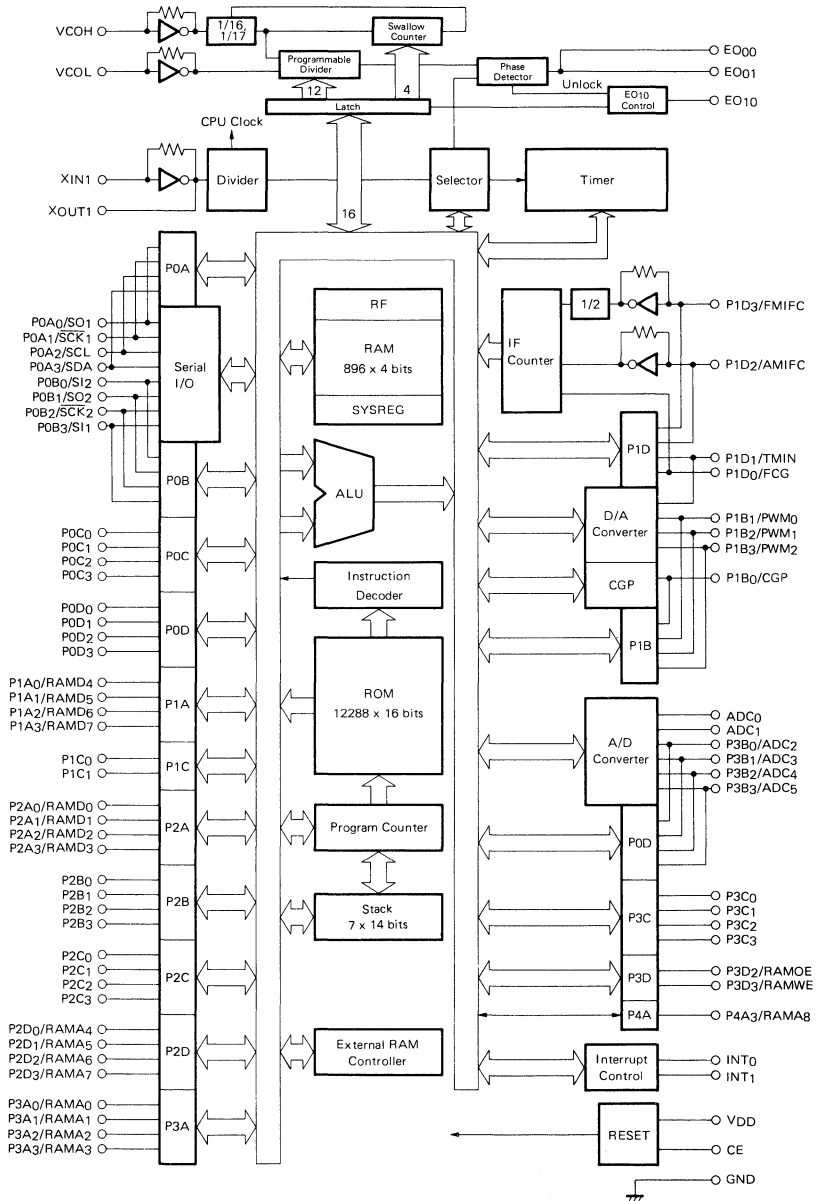 VCOH
1/16,
1/17
Swallow
Counter
VCOL
Programmable
Divider
Phase
Detector
EO00
EO01
Unlock
EO10
Control
EO10
12
4
Latch
CPU Clock
XIN1
XOUT1
Divider
Selector
Timer
16
P0A
P0A0/SO1
P0A1/SCK1
P0A2/SCL
P0A3/SDA
P0B0/SI2
P0B1/SO2
P0B2/SCK2
P0B3/SI1
Serial
I/O
P0B
P0C0
P0C1
P0C2
P0C3
P0C
P0D0
P0D1
P0D2
P0D3
P0D
P1A0/RAMD4
P1A1/RAMD5
P1A2/RAMD6
P1A3/RAMD7
P1A
P1C0
P1C1
P1C
P2A0/RAMD0
P2A1/RAMD1
P2A2/RAMD2
P2A3/RAMD3
P2A
P2B0
P2B1
P2B2
P2B3
P2B
P2C0
P2C1
P2C2
P2C3
P2C
P2D0/RAMA4
P2D1/RAMA5
P2D2/RAMA6
P2D3/RAMA7
P2D
P3A0/RAMA0
P3A1/RAMA1
P3A2/RAMA2
P3A3/RAMA3
P3A
RF
RAM
896 x 4 bits
SYSREG
ALU
Instruction
Decoder
ROM
12288 x 16 bits
Program Counter
Stack
7 x 14 bits
External RAM
Controller
IF
Counter
1/2
P1D3/FMIFC
P1D2/AMIFC
P1D
P1D1/TMIN
P1D0/FCG
D/A
Converter
P1B1/PWM0
P1B2/PWM1
P1B3/PWM2
CGP
P1B0/CGP
P1B
A/D
Converter
ADC0
ADC1
P3B0/ADC2
P3B1/ADC3
P3B2/ADC4
P3B3/ADC5
P0D
P3C
P3C0
P3C1
P3C2
P3C3
P3D
P3D2/RAMOE
P3D3/RAMWE
P4A
P4A3/RAMA8
Interrupt
Control
INT0
INT1
RESET
VDD
CE
GND